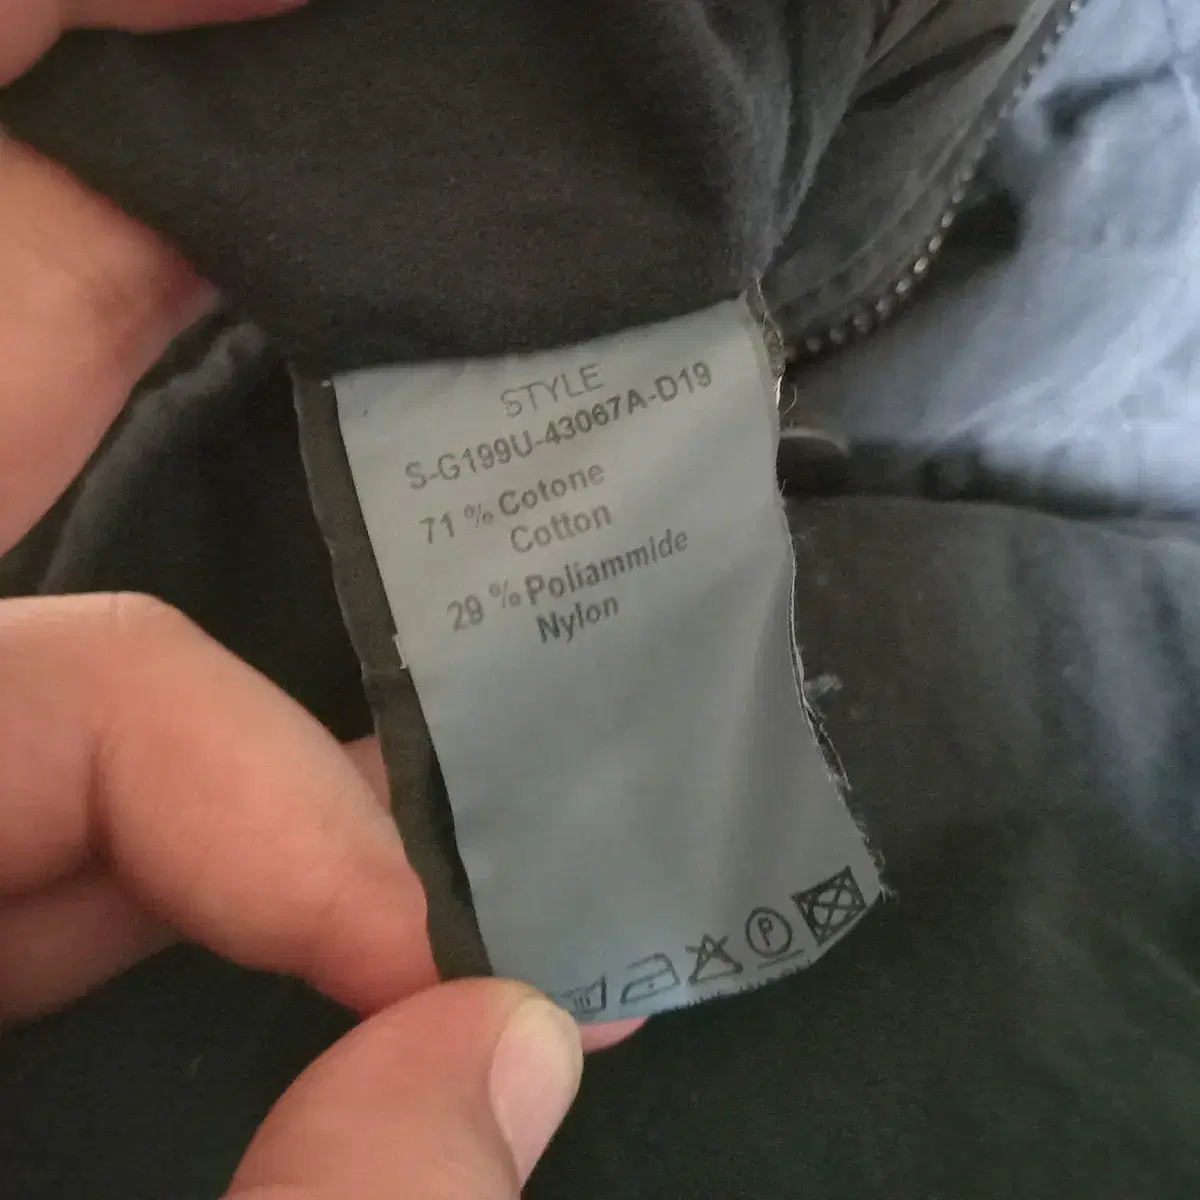 STYLE
S-G199U-43067A-D19
71 % Cotone
Cotton
29 % Poliammide
Nylon
P